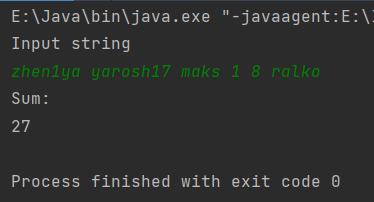 E:\Java\bin\java.exe "-javaagent:E:\
Input string
zhen1ya yarosh17 maks 1 8 ralko
Sum:
27
Process finished with exit code 0